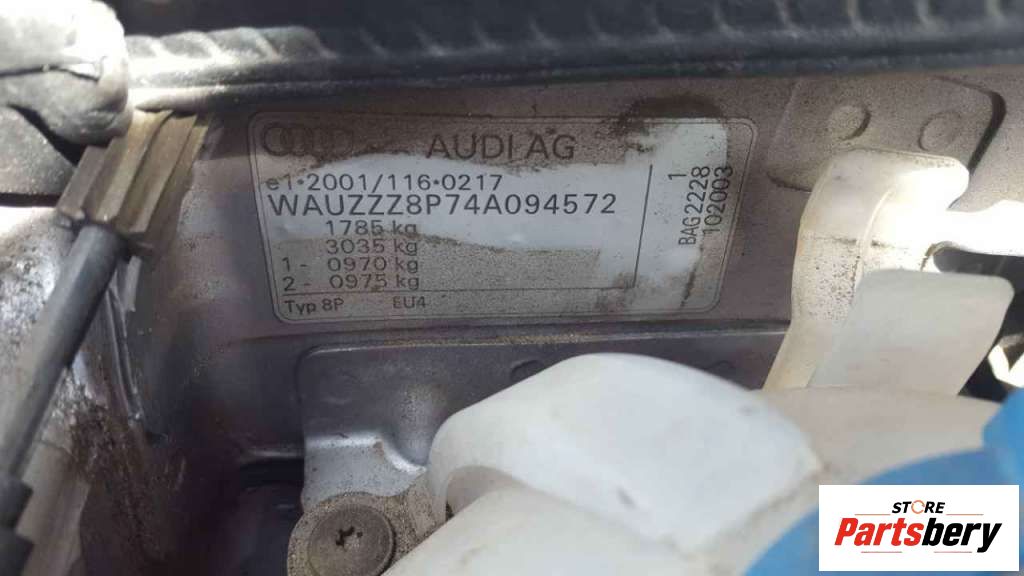 AUDI AG
e1*2001/116*0217
WAUZZZ8P74A094572
1785 kg
3035 kg
1- 0970 kg
2- 0975 kg
Typ 8P EU4
BAG2228 1
102003
STORE
Partsbery